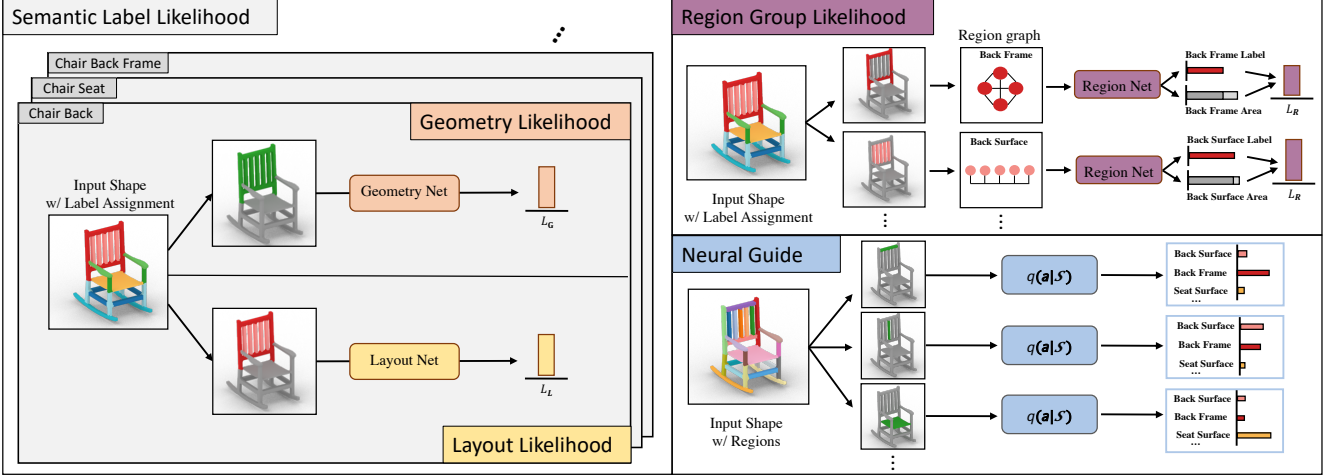 Semantic Label Likelihood
Chair Back Frame
Chair Seat
Chair Back
Geometry Likelihood
Input Shape
w/ Label Assignment
Geometry Net
L_G
Layout Net
L_L
Layout Likelihood
Region Group Likelihood
Region graph
Back Frame
Region Net
Back Frame Label
Back Frame Area
L_R
Back Surface
Region Net
Back Surface Label
Back Surface Area
L_R
Input Shape
w/ Label Assignment
Neural Guide
q(a|S)
Back Surface
Back Frame
Seat Surface
...
q(a|S)
Back Surface
Back Frame
Seat Surface
...
q(a|S)
Back Surface
Back Frame
Seat Surface
...
Input Shape
w/ Regions